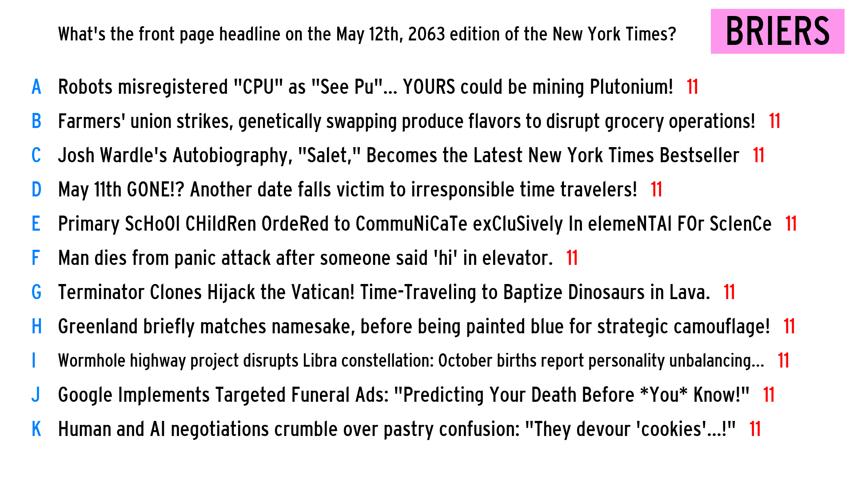 What's the front page headline on the May 12th, 2063 edition of the New York Times?
BRIERS
A Robots misregistered "CPU" as "See Pu"... YOURS could be mining Plutonium! 11
B Farmers' union strikes, genetically swapping produce flavors to disrupt grocery operations! 11
C Josh Wardle's Autobiography, "Salet," Becomes the Latest New York Times Bestseller 11
D May 11th GONE!? Another date falls victim to irresponsible time travelers! 11
E Primary ScHoOl CHildRen OrdeRed to CommuNiCaTe exCluSively In elemeNTAl FOr ScIenCe 11
F Man dies from panic attack after someone said 'hi' in elevator. 11
G Terminator Clones Hijack the Vatican! Time-Traveling to Baptize Dinosaurs in Lava. 11
H Greenland briefly matches namesake, before being painted blue for strategic camouflage! 11
I Wormhole highway project disrupts Libra constellation: October births report personality unbalancing... 11
J Google Implements Targeted Funeral Ads: "Predicting Your Death Before *You* Know!" 11
K Human and AI negotiations crumble over pastry confusion: "They devour 'cookies'...!" 11